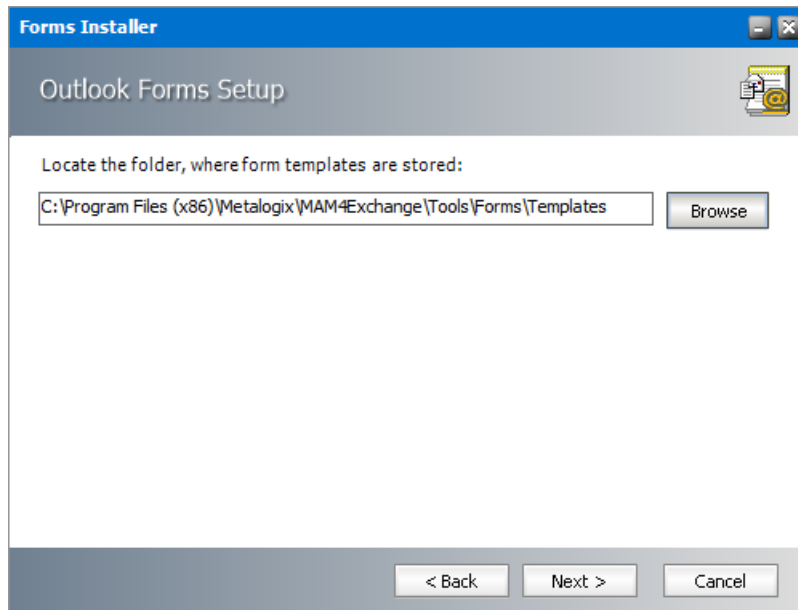 Forms Installer
Outlook Forms Setup
Locate the folder, where form templates are stored:
C:\Program Files (x86)\Metalogix\MAM4Exchange\Tools\Forms\Templates
Browse
< Back
Next >
Cancel